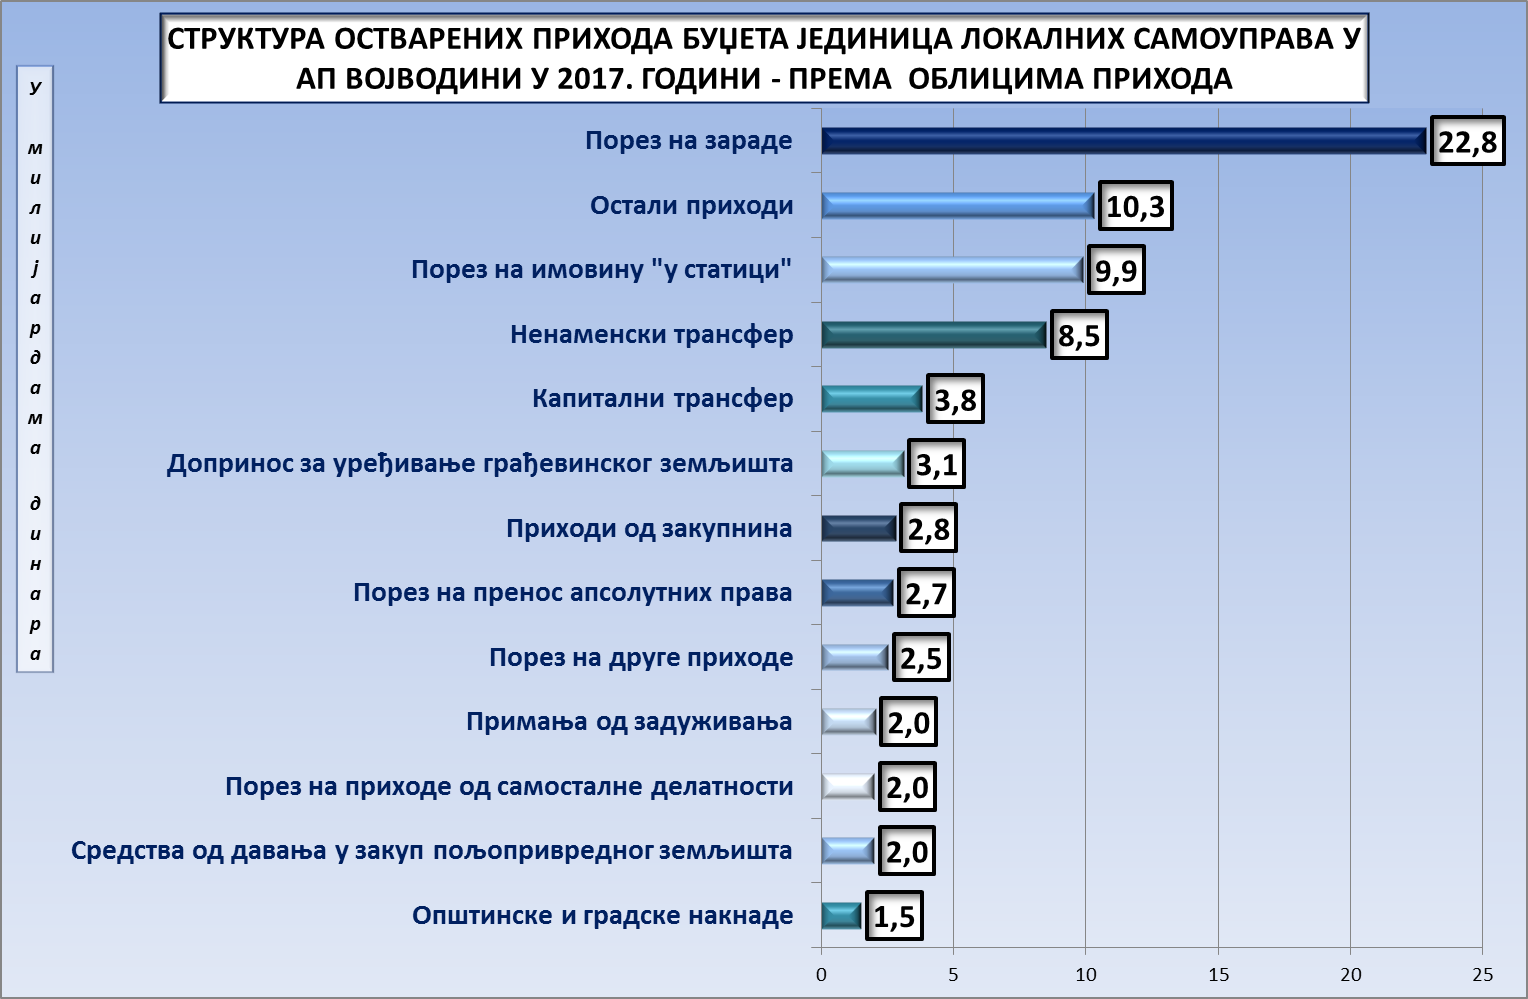 СТРУКТУРА ОСТВАРЕНИХ ПРИХОДА БУЏЕТА ЈЕДИНИЦА ЛОКАЛНИХ САМОУПРАВА У
АП ВОЈВОДИНИ У 2017. ГОДИНИ - ПРЕМА ОБЛИЦИМА ПРИХОДА
У милијардама динара
Порез на зараде 22,8
Остали приходи 10,3
Порез на имовину "у статици" 9,9
Ненаменски трансфер 8,5
Капитални трансфер 3,8
Допринос за уређивање грађевинског земљишта 3,1
Приходи од закупнина 2,8
Порез на пренос апсолутних права 2,7
Порез на друге приходе 2,5
Примања од задуживања 2,0
Порез на приходе од самосталне делатности 2,0
Средства од давања у закуп пољопривредног земљишта 2,0
Општинске и градске накнаде 1,5
0 5 10 15 20 25